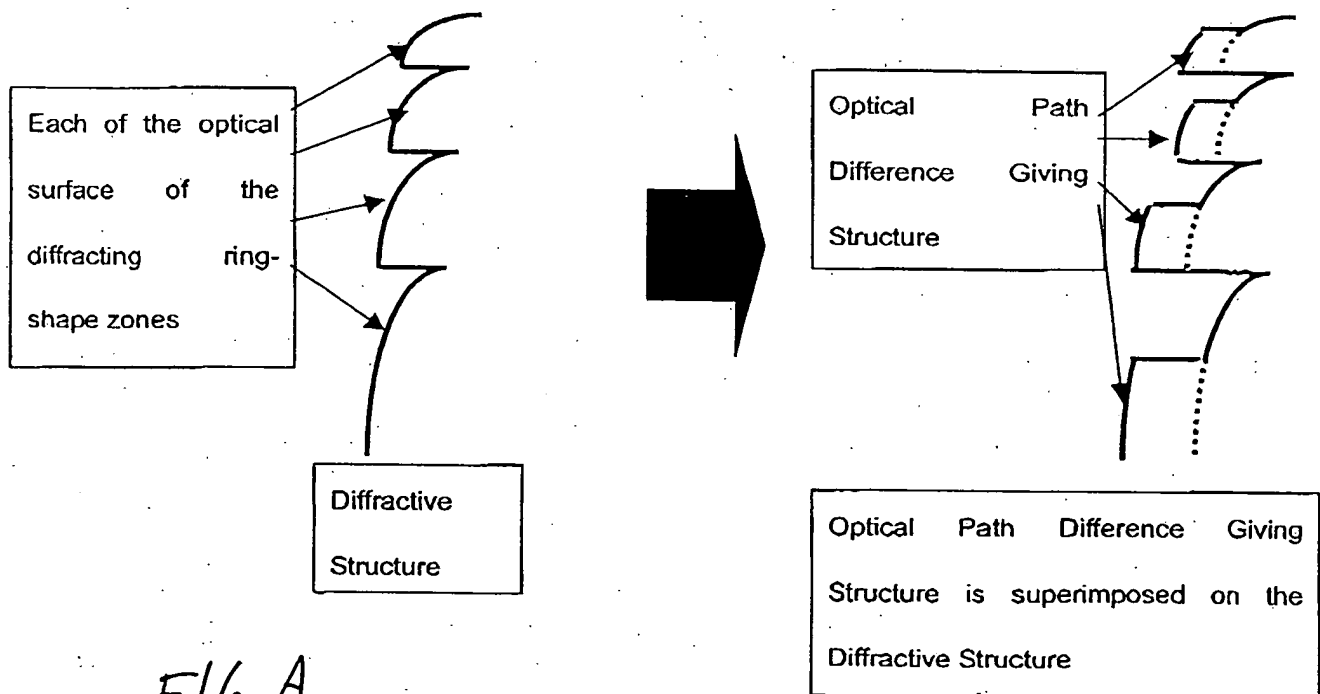 Each of the optical
surface of the
diffracting ring-
shape zones
Diffractive
Structure
FIG. A
Optical Path
Difference Giving
Structure
Optical Path Difference Giving
Structure is superimposed on the
Diffractive Structure